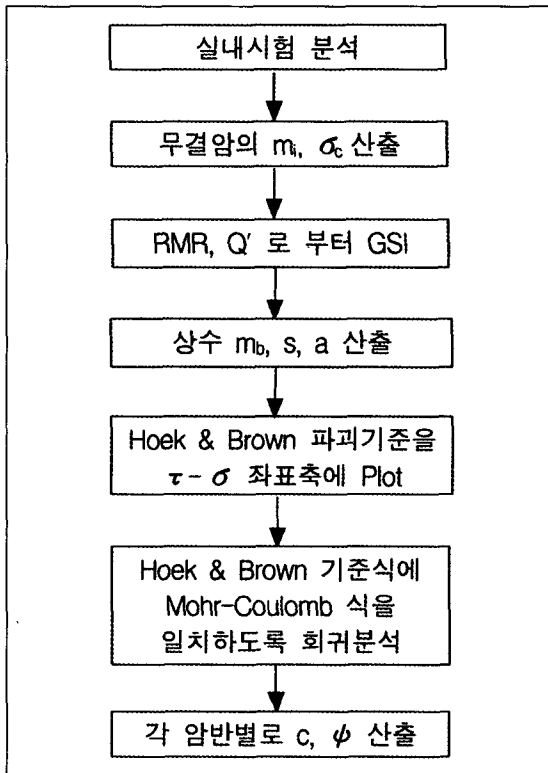 실내시험 분석
무결암의 mᵢ, σc 산출
RMR, Q' 로 부터 GSI
상수 mb, s, a 산출
Hoek & Brown 파괴기준을
τ - σ 좌표축에 Plot
Hoek & Brown 기준식에
Mohr-Coulomb 식을
일치하도록 회귀분석
각 암반별로 c, ψ 산출